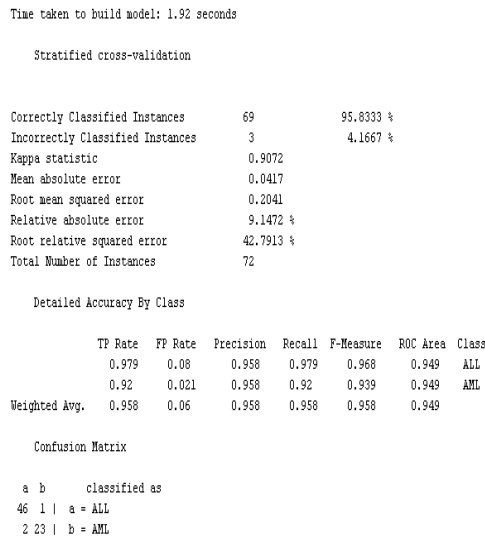 Time taken to build model: 1.92 seconds
Stratified cross-validation
Correctly Classified Instances 69 95.8333 %
Incorrectly Classified Instances 3 4.1667 %
Kappa statistic 0.9072
Mean absolute error 0.0417
Root mean squared error 0.2041
Relative absolute error 9.1472 %
Root relative squared error 42.7913 %
Total Number of Instances 72
Detailed Accuracy By Class
TP Rate FP Rate Precision Recall F-Measure ROC Area Class
0.979 0.08 0.958 0.979 0.968 0.949 ALL
0.92 0.021 0.958 0.92 0.939 0.949 AML
Weighted Avg. 0.958 0.06 0.958 0.958 0.958 0.949
Confusion Matrix
a b classified as
46 1 | a = ALL
2 23 | b = AML